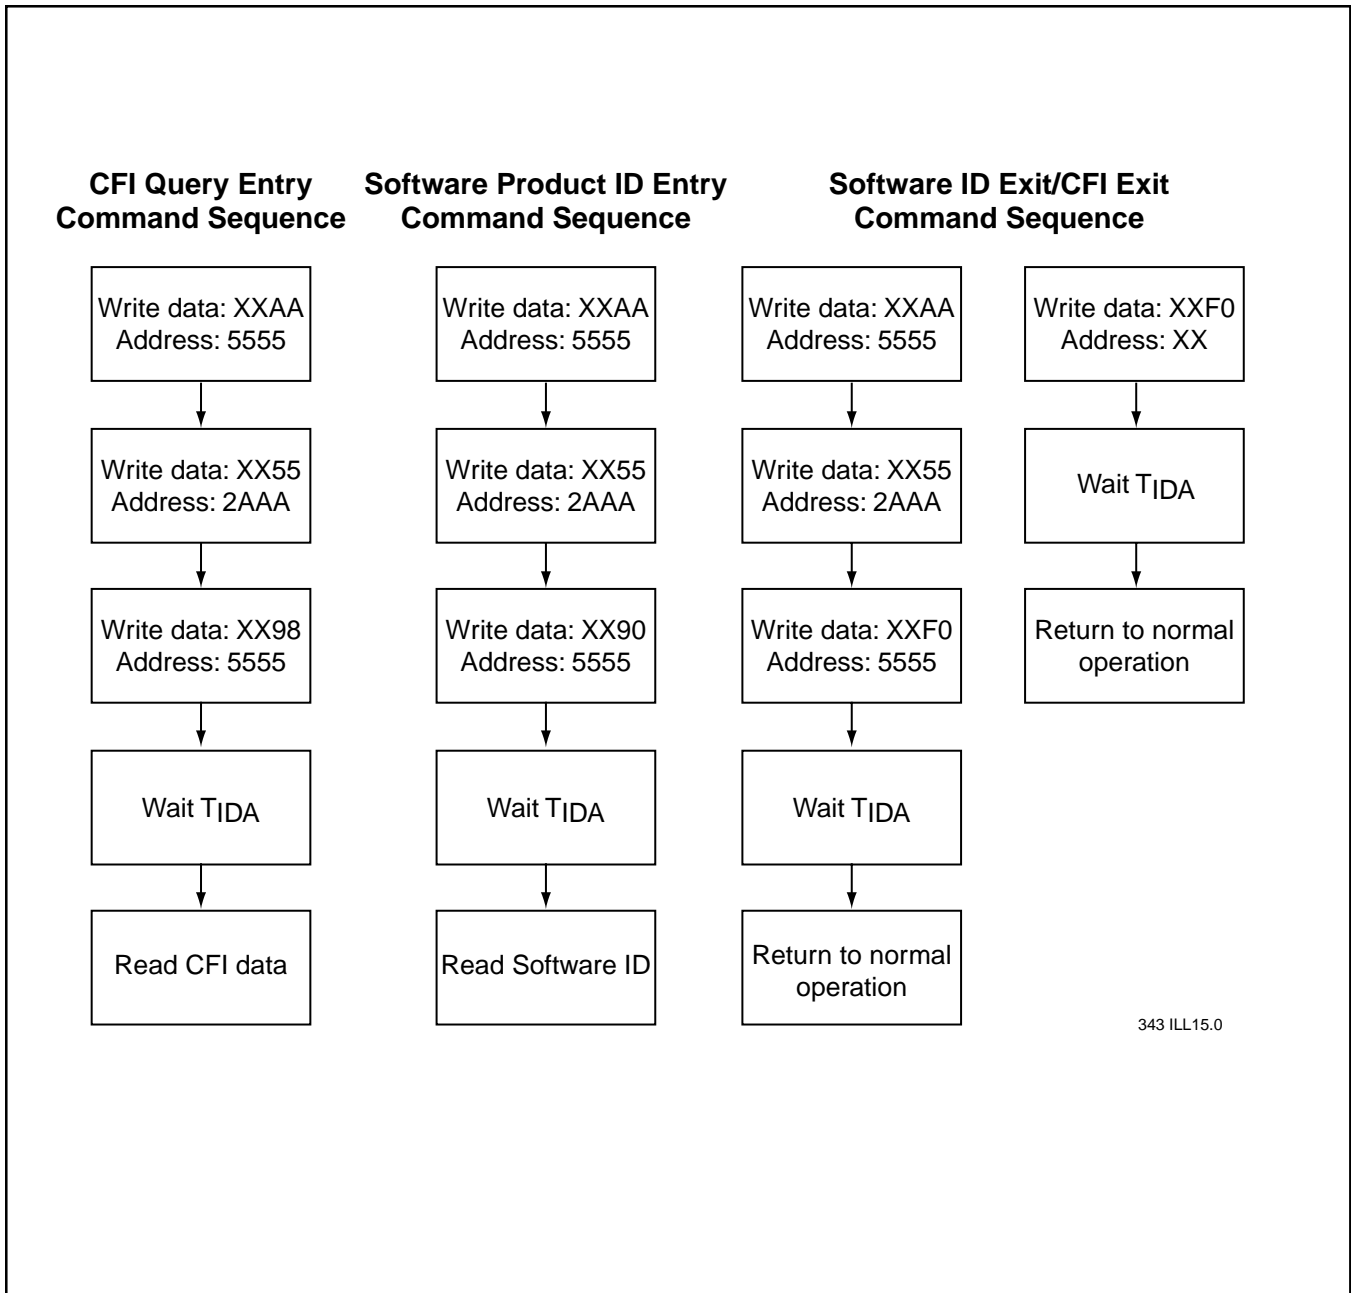 CFI Query Entry
Command Sequence
Software Product ID Entry
Command Sequence
Software ID Exit/CFI Exit
Command Sequence
Write data: XXAA
Address: 5555
Write data: XX55
Address: 2AAA
Write data: XX98
Address: 5555
Wait TIDA
Read CFI data
Write data: XXAA
Address: 5555
Write data: XX55
Address: 2AAA
Write data: XX90
Address: 5555
Wait TIDA
Read Software ID
Write data: XXAA
Address: 5555
Write data: XX55
Address: 2AAA
Write data: XXF0
Address: 5555
Wait TIDA
Return to normal
operation
Write data: XXF0
Address: XX
Wait TIDA
Return to normal
operation
343 ILL15.0